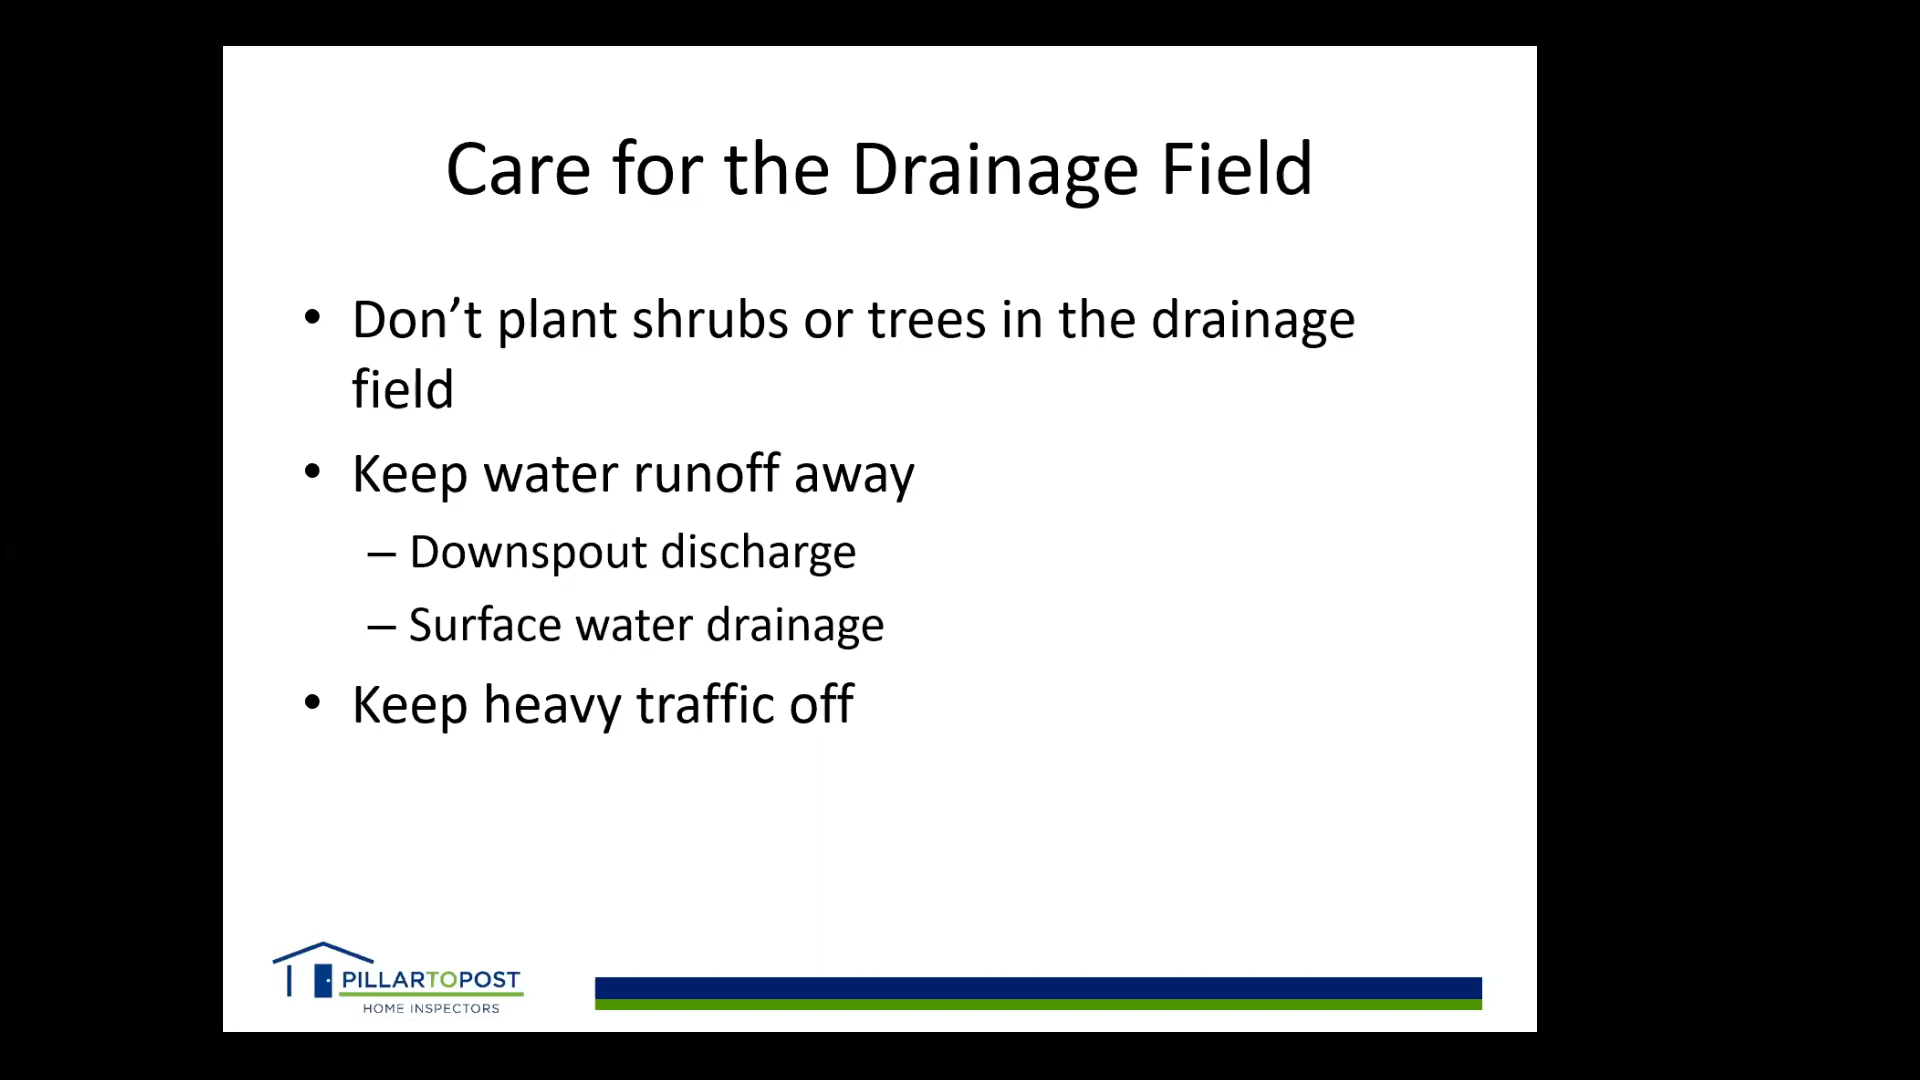 Care for the Drainage Field
• Don’t plant shrubs or trees in the drainage
field
• Keep water runoff away
– Downspout discharge
– Surface water drainage
• Keep heavy traffic off
PILLARTOPOST
HOME INSPECTORS